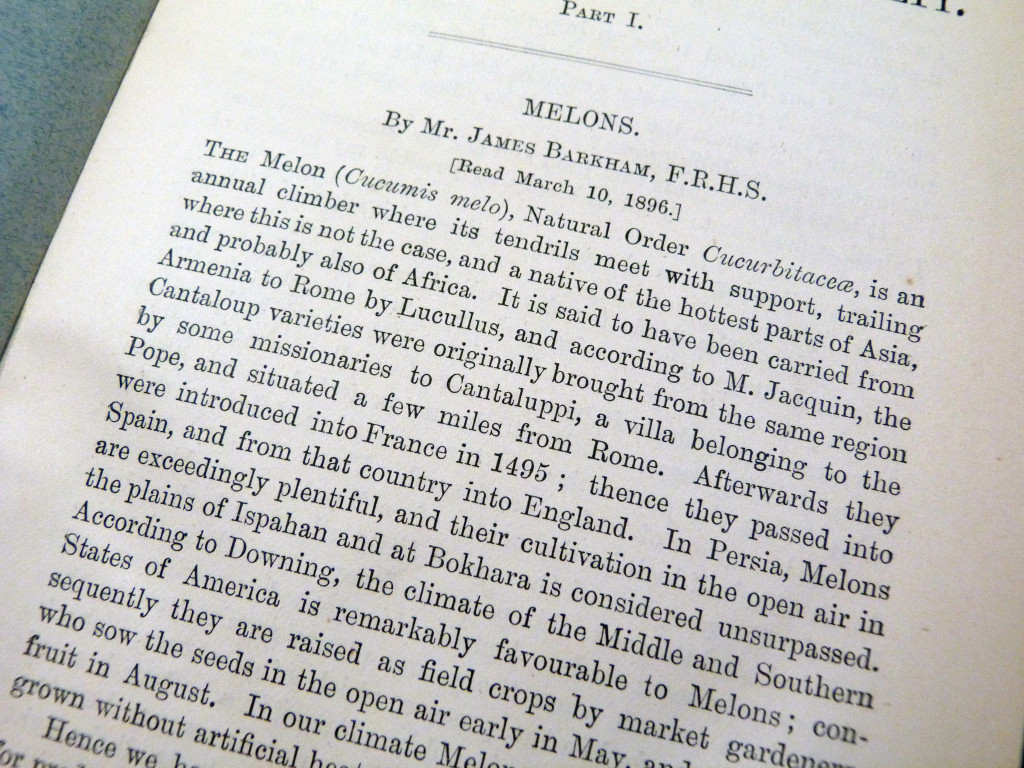 Part I.
MELONS.
By Mr. James Barkham, F.R.H.S.
[Read March 10, 1896.]
The Melon (Cucumis melo), Natural Order Cucurbitaceæ, is an
annual climber where its tendrils meet with support, trailing
where this is not the case, and a native of the hottest parts of Asia,
and probably also of Africa. It is said to have been carried from
Armenia to Rome by Lucullus, and according to M. Jacquin, the
Cantaloup varieties were originally brought from the same region
by some missionaries to Cantaluppi, a villa belonging to the
Pope, and situated a few miles from Rome. Afterwards they
were introduced into France in 1495; thence they passed into
Spain, and from that country into England. In Persia, Melons
are exceedingly plentiful, and their cultivation in the open air in
the plains of Ispahan and at Bokhara is considered unsurpassed.
According to Downing, the climate of the Middle and Southern
States of America is remarkably favourable to Melons; con-
sequently they are raised as field crops by market gardeners
who sow the seeds in the open air early in May, and
fruit in August. In our climate Melons
grown without artificial heat
Hence we
for